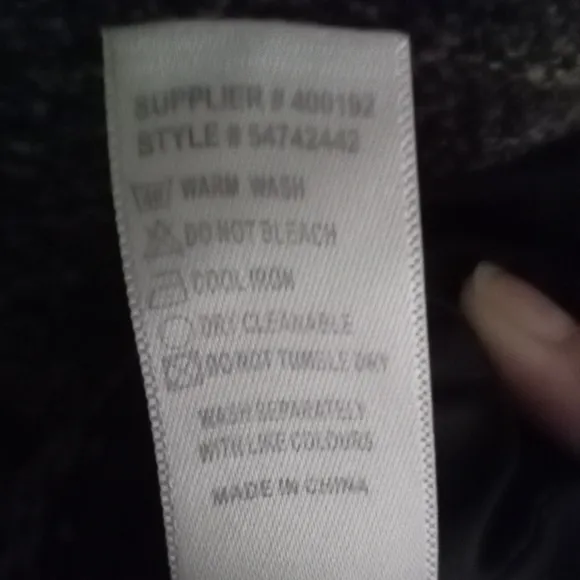 SUPPLIER # 400192
STYLE # 54742442
WARM WASH
DO NOT BLEACH
COOL IRON
DRY CLEANABLE
DO NOT TUMBLE DRY
WASH SEPARATELY
WITH LIKE COLOURS
MADE IN CHINA